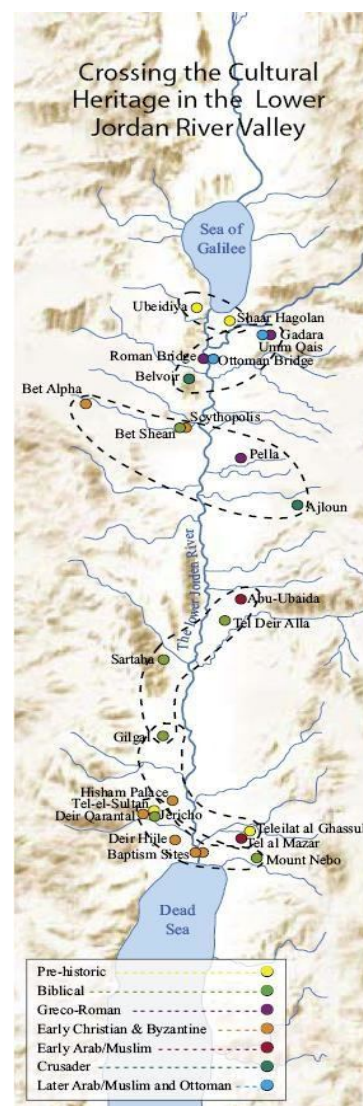 Crossing the Cultural
Heritage in the Lower
Jordan River Valley
Sea of
Galilee
Ubeidiya
Shaar Hagolan
Gadara
Umm Qais
Roman Bridge
Ottoman Bridge
Belvoir
Bet Alpha
Scythopolis
Bet Shean
Pella
Ajloun
The lower Jorden River
Abu-Ubaida
Tel Deir Alla
Sartaba
Gilgal
Hisham Palace
Tel-el-Sultan
Jericho
Deir Qarantal
Teleilat al Ghassul
Tel al Mazar
Deir Hijle
Baptism Sites
Mount Nebo
Dead
Sea
Pre-historic
Biblical
Greco-Roman
Early Christian & Byzantine
Early Arab/Muslim
Crusader
Later Arab/Muslim and Ottoman